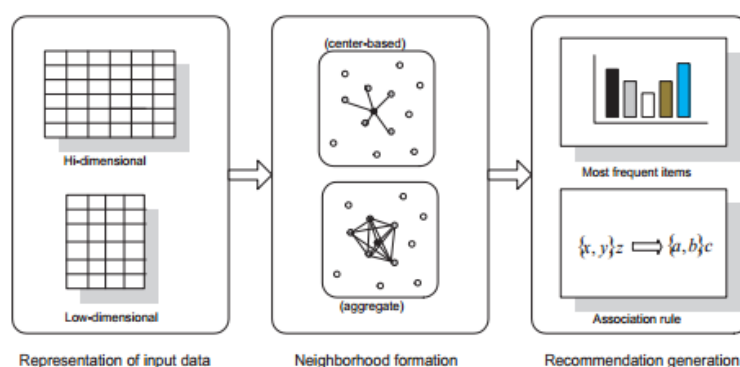 Hi-dimensional
Low-dimensional
Representation of input data
(center-based)
(aggregate)
Neighborhood formation
Most frequent items
{x, y}z ⟹ {a, b}c
Association rule
Recommendation generation